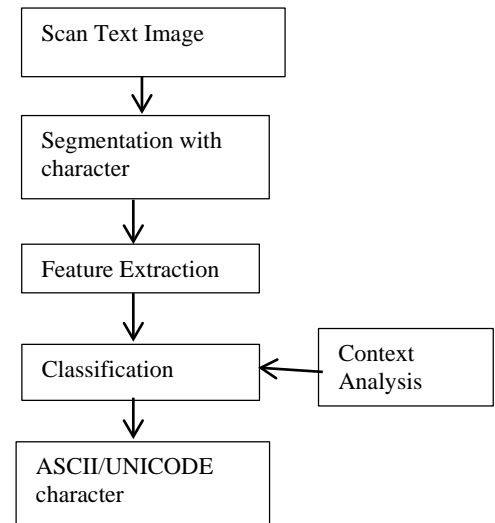 Scan Text Image
Segmentation with
character
Feature Extraction
Classification
Context
Analysis
ASCII/UNICODE
character